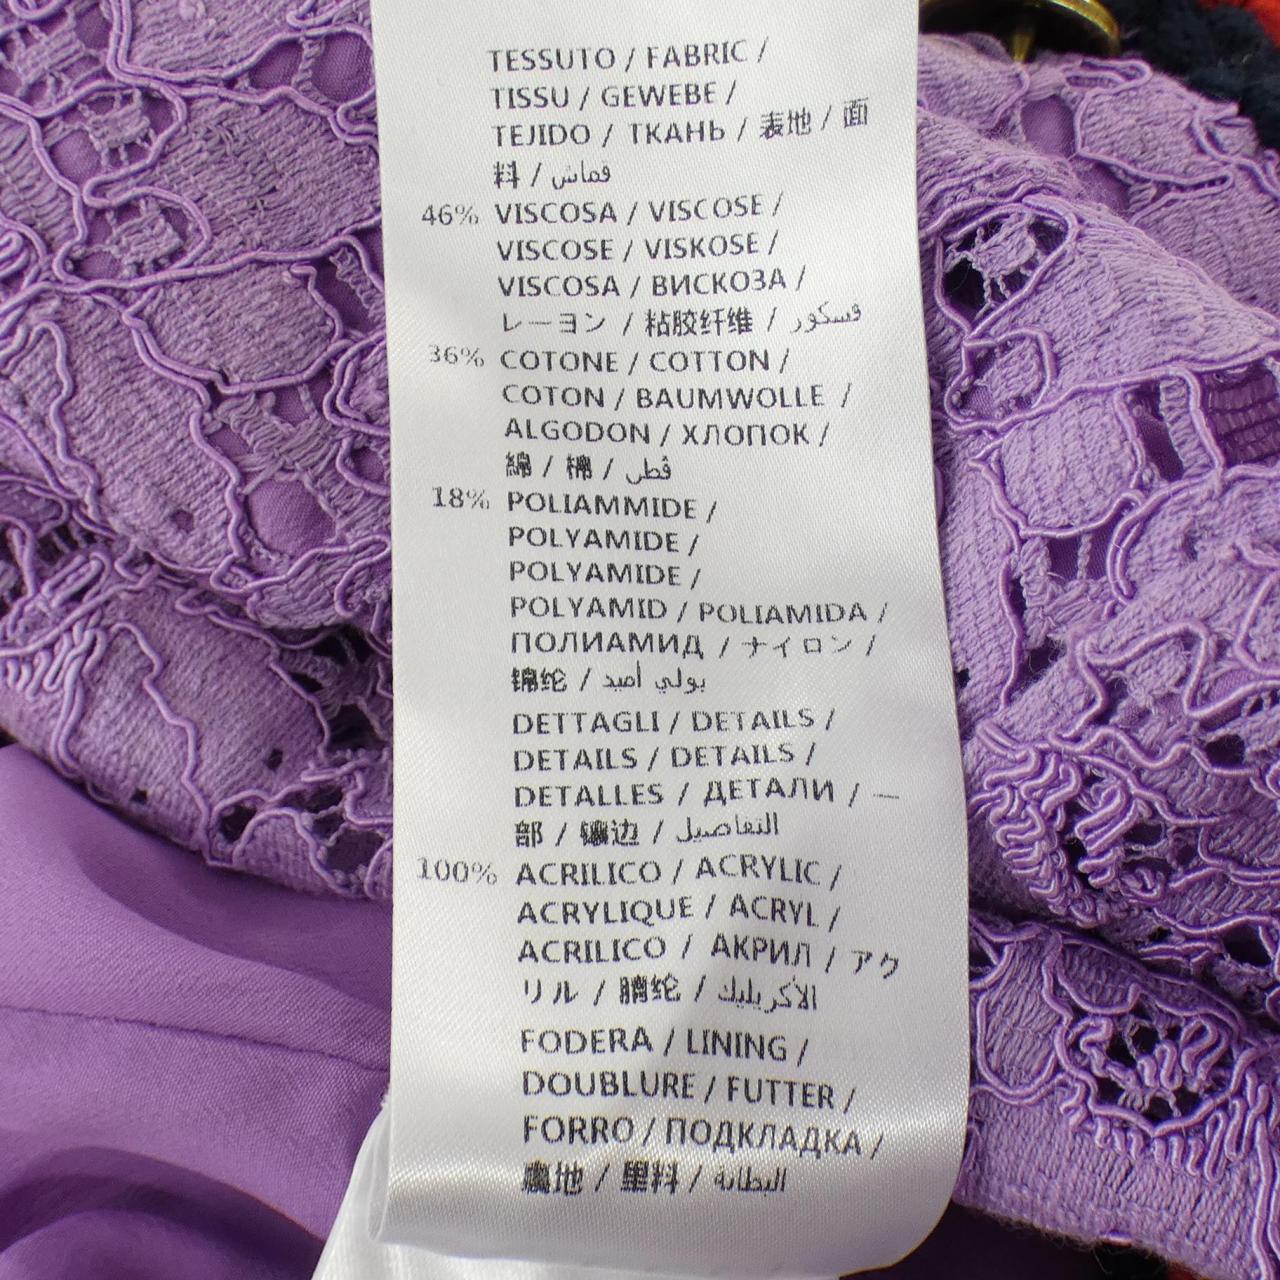 TESSUTO / FABRIC /
TISSU / GEWEBE /
TEJIDO / ТКАНЬ / 表地 / 面
料 / قماش
46% VISCOSA / VISCOSE /
VISCOSE / VISKOSE /
VISCOSA / ВИСКОЗА /
レーヨン / 粘胶纤维 / فسكوز
36% COTONE / COTTON /
COTON / BAUMWOLLE /
ALGODON / ХЛОПОК /
綿 / 棉 / قطن
18% POLIAMMIDE /
POLYAMIDE /
POLYAMIDE /
POLYAMID / POLIAMIDA /
ПОЛИАМИД / ナイロン /
锦纶 / بولي أميد
DETTAGLI / DETAILS /
DETAILS / DETAILS /
DETALLES / ДЕТАЛИ / 一
部 / 镶边 / التفاصيل
100% ACRILICO / ACRYLIC /
ACRYLIQUE / ACRYL /
ACRILICO / АКРИЛ / アク
リル / 腈纶 / الأكريليك
FODERA / LINING /
DOUBLURE / FUTTER /
FORRO / ПОДКЛАДКА /
裏地 / 里料 / البطانة